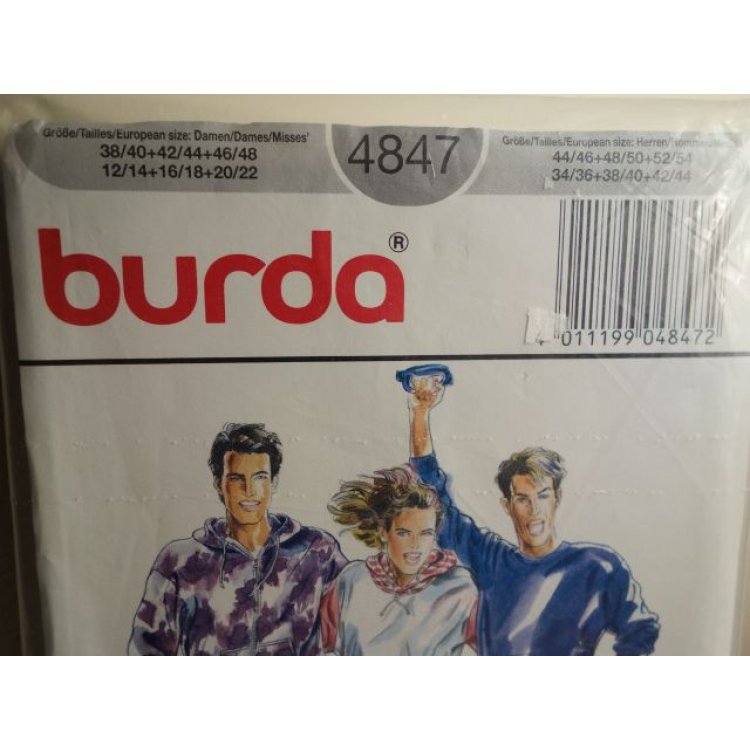 Größe/Tailles/European size: Damen/Dames/Misses'
38/40+42/44+46/48
12/14+16/18+20/22
4847
Größe/Tailles/European size: Herren/
44/46+48/50+52/54
34/36+38/40+42/44
burda®
4 011199 048472